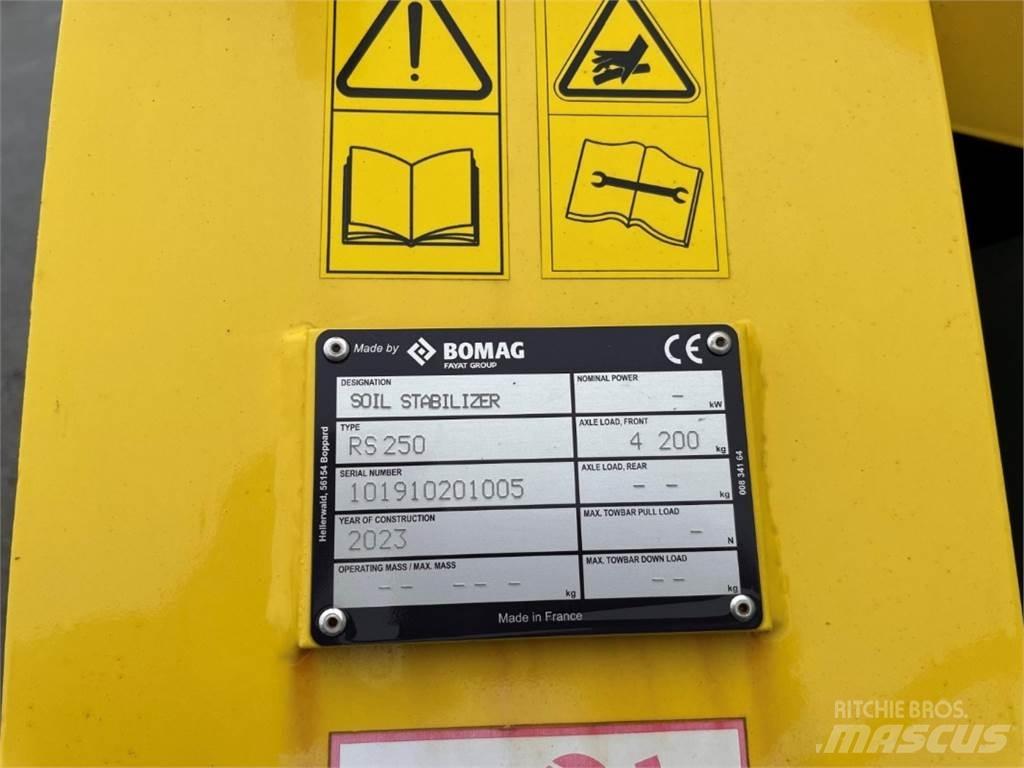 Made by BOMAG
FAYAT GROUP
CE
DESIGNATION
SOIL STABILIZER
NOMINAL POWER
- kW
TYPE
RS 250
AXLE LOAD, FRONT
4 200 kg
SERIAL NUMBER
101910201005
AXLE LOAD, REAR
- - kg
YEAR OF CONSTRUCTION
2023
MAX. TOWBAR PULL LOAD
- N
OPERATING MASS / MAX. MASS
- - - - - kg
MAX. TOWBAR DOWN LOAD
- - kg
Hellerwald, 56154 Boppard
008 341 64
Made in France
RITCHIE BROS.
MASCUS